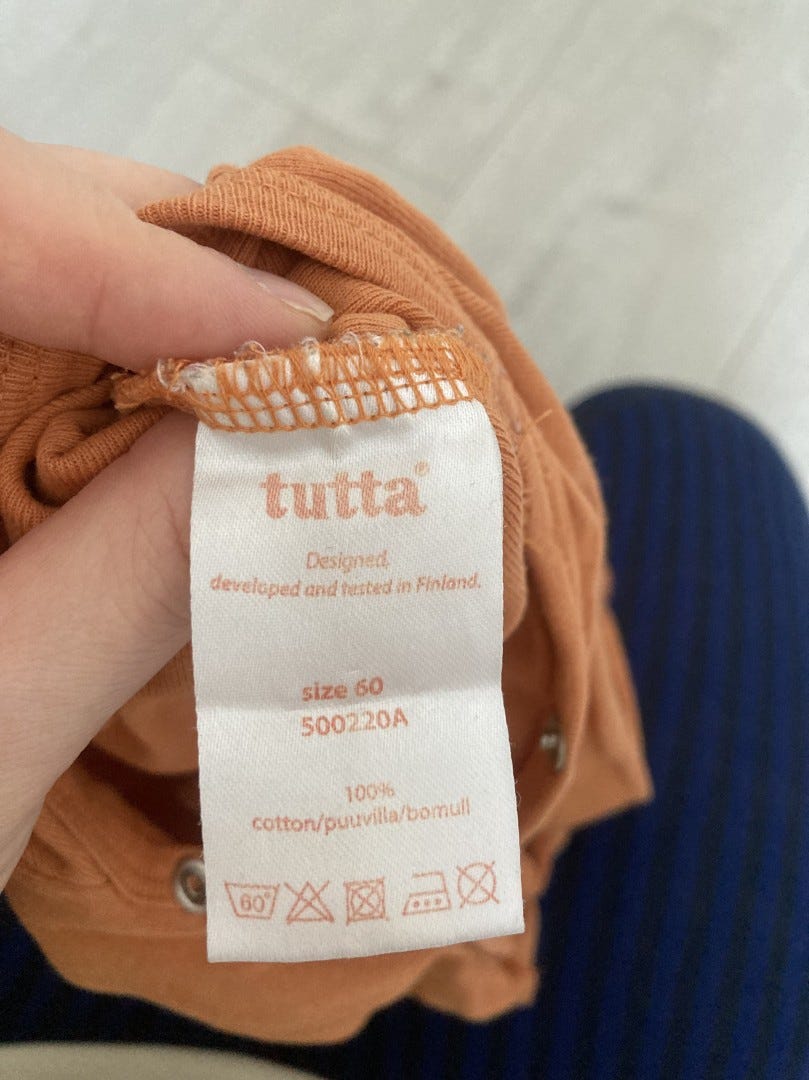 tutta®
Designed,
developed and tested in Finland.
size 60
500220A
100%
cotton/puuvilla/bomull
60°